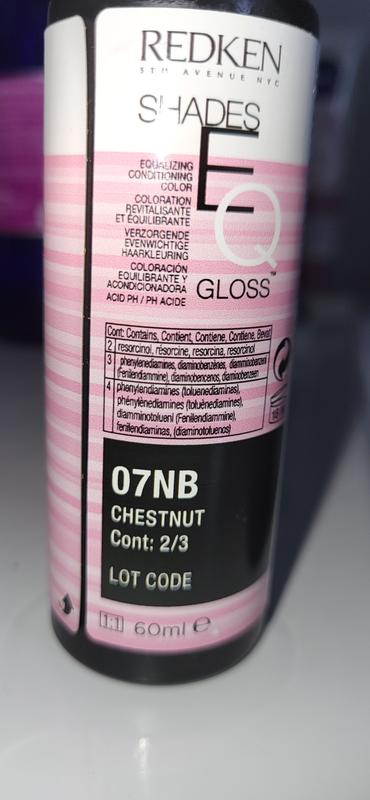 REDKEN
5TH AVENUE NYC
SHADES
EQ
EQUALIZING
CONDITIONING
COLOR
COLORATION
REVITALISANTE
ET ÉQUILIBRANTE
VERZORGENDE
EVENWICHTIGE
HAARKLEURING
COLORACIÓN
EQUILIBRANTE Y
ACONDICIONADORA
ACID PH / PH ACIDE
GLOSS™
Cont: Contains, Contient, Contiene, Contiene, Bevat
2 resorcinol, résorcine, resorcina, resorcinol
3 phenylenediamines, diaminobenzènes, diamminobenzeni
(Fenilendiammine), diaminobencenos, diaminobenzeen
4 phenylendiamines (toluenediamines),
phénylènediamines (toluènediamines),
diamminotolueni (Fenilendiammine),
fenilendiaminas, (diaminotoluenos)
07NB
CHESTNUT
Cont: 2/3
LOT CODE
1:1 60ml e